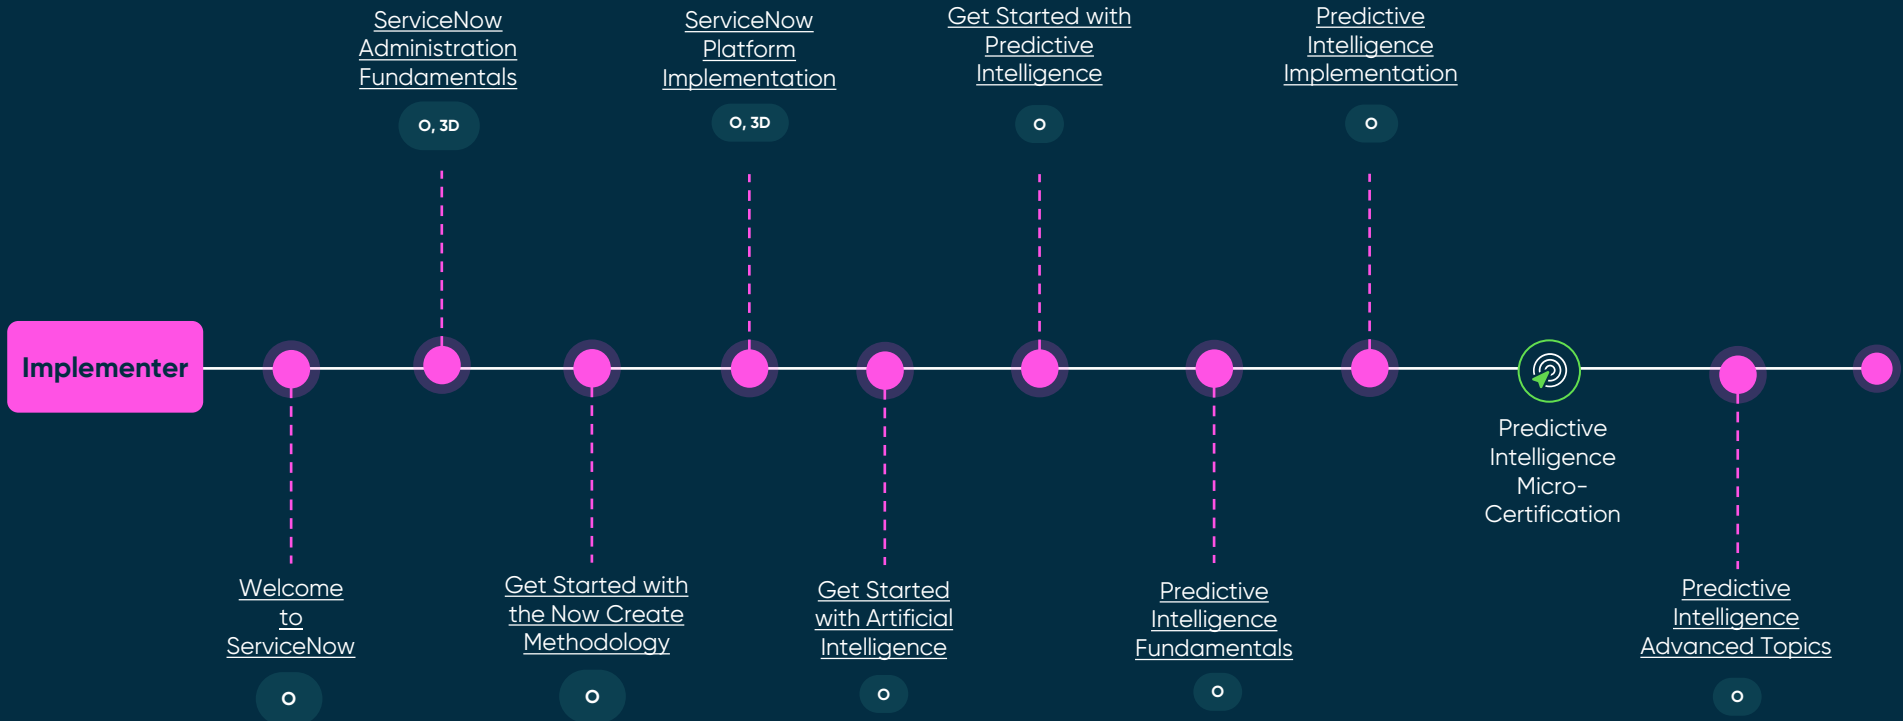 ServiceNow
Administration
Fundamentals
O, 3D
ServiceNow
Platform
Implementation
O, 3D
Get Started with
Predictive
Intelligence
O
Predictive
Intelligence
Implementation
O
Implementer
Predictive
Intelligence
Micro-
Certification
Welcome
to
ServiceNow
O
Get Started with
the Now Create
Methodology
O
Get Started
with Artificial
Intelligence
O
Predictive
Intelligence
Fundamentals
O
Predictive
Intelligence
Advanced Topics
O